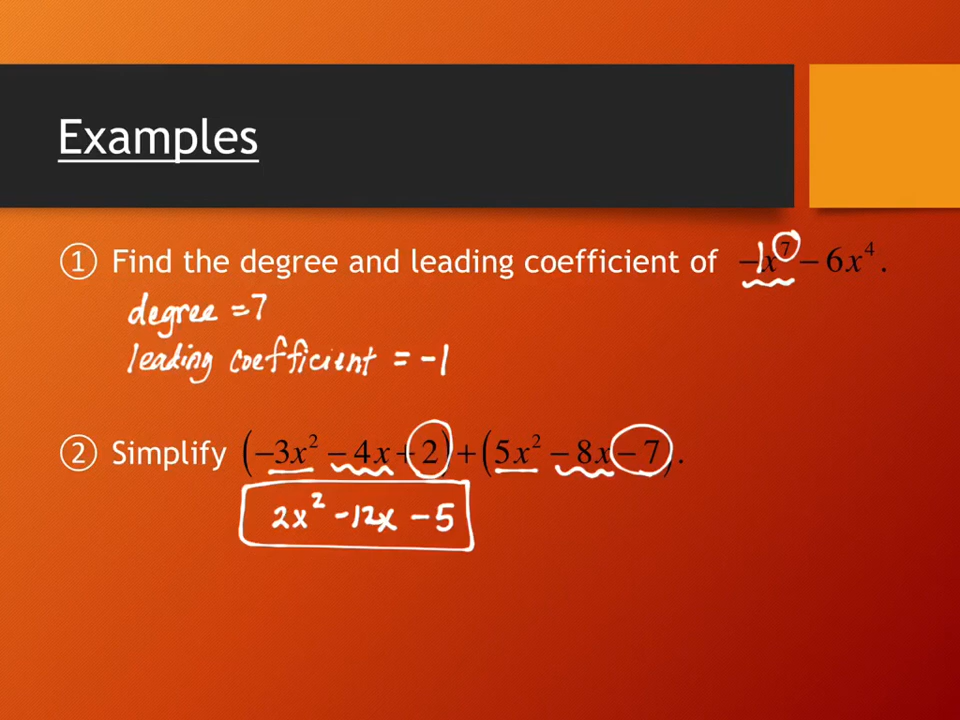 Examples
① Find the degree and leading coefficient of -1x⁷ - 6x⁴.
degree = 7
leading coefficient = -1
② Simplify (-3x² - 4x + 2) + (5x² - 8x - 7).
2x² - 12x - 5